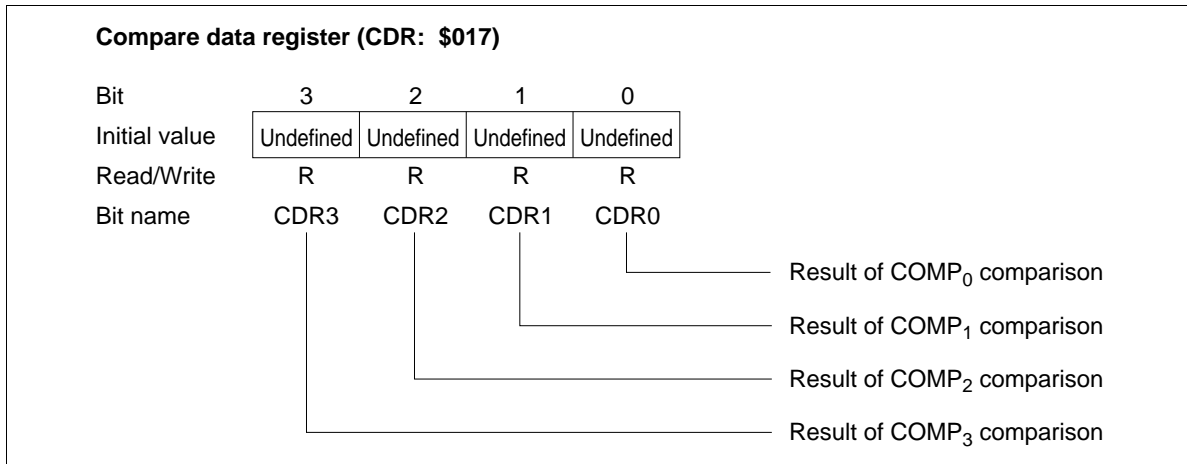 Compare data register (CDR: $017)
Bit 3 2 1 0
Initial value Undefined Undefined Undefined Undefined
Read/Write R R R R
Bit name CDR3 CDR2 CDR1 CDR0
Result of COMP₀ comparison
Result of COMP₁ comparison
Result of COMP₂ comparison
Result of COMP₃ comparison